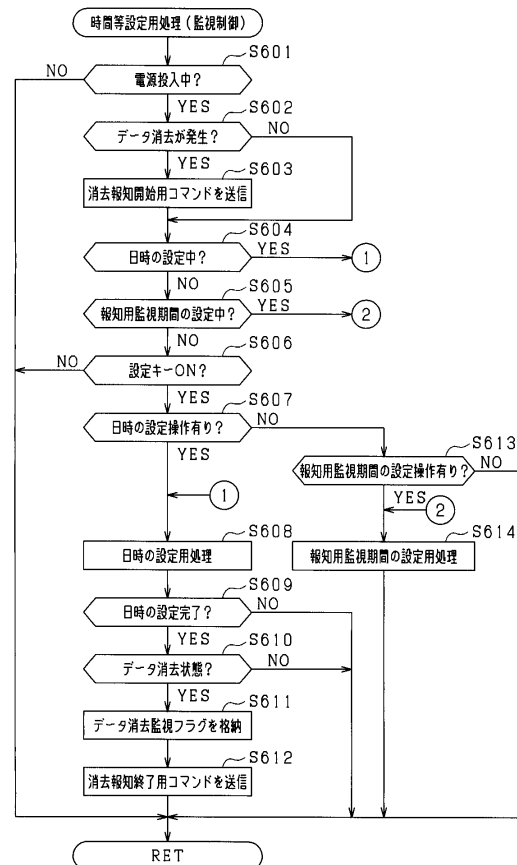 時間等設定用処理(監視制御)
S601
NO
電源投入中?
YES
S602
データ消去が発生?
NO
YES
S603
消去報知開始用コマンドを送信
S604
日時の設定中?
YES
1
NO
S605
報知用監視期間の設定中?
YES
2
NO
S606
NO
設定キーON?
YES
S607
日時の設定操作有り?
NO
YES
S613
報知用監視期間の設定操作有り?
NO
1
YES
2
S608
日時の設定用処理
S614
報知用監視期間の設定用処理
S609
日時の設定完了?
NO
YES
S610
データ消去状態?
NO
YES
S611
データ消去監視フラグを格納
S612
消去報知終了用コマンドを送信
RET